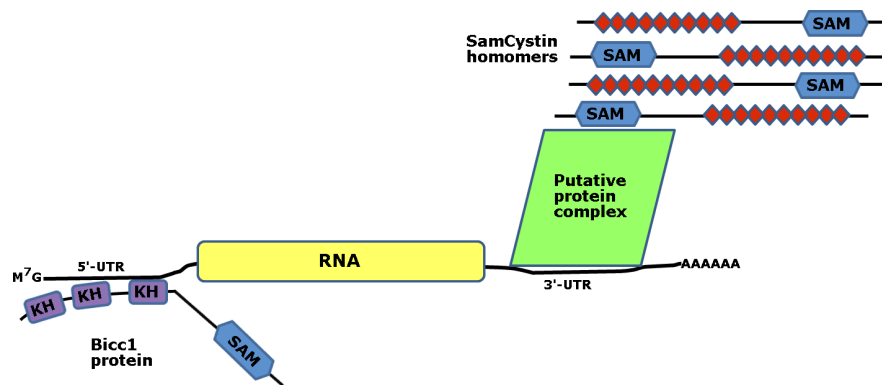 SAM
SamCystin
homomers
SAM
SAM
SAM
Putative
protein
complex
5'-UTR
RNA
M7G
AAAAAA
3'-UTR
KH
KH
KH
Bicc1
protein
SAM